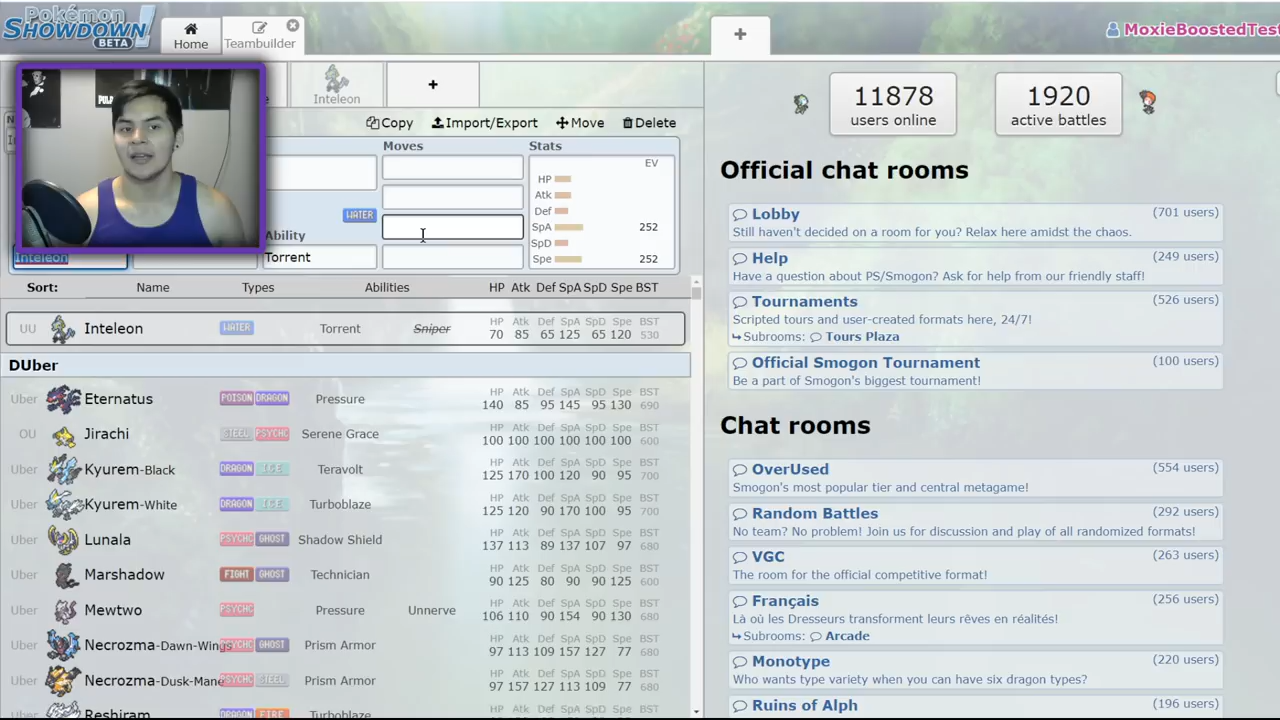 Pokémon
SHOWDOWN!
BETA
Home
Teambuilder
+
MoxieBoostedTest
Inteleon
+
Copy
Import/Export
Move
Delete
Moves
Stats
EV
HP
Atk
Def
SpA 252
SpD
Spe 252
WATER
Ability
Inteleon
Torrent
Sort: Name Types Abilities HP Atk Def SpA SpD Spe BST
UU Inteleon WATER Torrent Sniper HP 70 Atk 85 Def 65 SpA 125 SpD 65 Spe 120 BST 530
DUber
Uber Eternatus POISON DRAGON Pressure HP 140 Atk 85 Def 95 SpA 145 SpD 95 Spe 130 BST 690
OU Jirachi STEEL PSYCHC Serene Grace HP 100 Atk 100 Def 100 SpA 100 SpD 100 Spe 100 BST 600
Uber Kyurem-Black DRAGON ICE Teravolt HP 125 Atk 170 Def 100 SpA 120 SpD 90 Spe 95 BST 700
Uber Kyurem-White DRAGON ICE Turboblaze HP 125 Atk 120 Def 90 SpA 170 SpD 100 Spe 95 BST 700
Uber Lunala PSYCHC GHOST Shadow Shield HP 137 Atk 113 Def 89 SpA 137 SpD 107 Spe 97 BST 680
Uber Marshadow FIGHT GHOST Technician HP 90 Atk 125 Def 80 SpA 90 SpD 90 Spe 125 BST 600
Uber Mewtwo PSYCHC Pressure Unnerve HP 106 Atk 110 Def 90 SpA 154 SpD 90 Spe 130 BST 680
Uber Necrozma-Dawn-Wings PSYCHC GHOST Prism Armor HP 97 Atk 113 Def 109 SpA 157 SpD 127 Spe 77 BST 680
Uber Necrozma-Dusk-Mane PSYCHC STEEL Prism Armor HP 97 Atk 157 Def 127 SpA 113 SpD 109 Spe 77 BST 680
Uber Reshiram DRAGON FIRE Turboblaze HP Atk Def SpA SpD Spe BST
11878
users online
1920
active battles
Official chat rooms
Lobby (701 users)
Still haven't decided on a room for you? Relax here amidst the chaos.
Help (249 users)
Have a question about PS/Smogon? Ask for help from our friendly staff!
Tournaments (526 users)
Scripted tours and user-created formats here, 24/7!
↳Subrooms: Tours Plaza
Official Smogon Tournament (100 users)
Be a part of Smogon's biggest tournament!
Chat rooms
OverUsed (554 users)
Smogon's most popular tier and central metagame!
Random Battles (292 users)
No team? No problem! Join us for discussion and play of all randomized formats!
VGC (263 users)
The room for the official competitive format!
Français (256 users)
Là où les Dresseurs transforment leurs rêves en réalités!
↳Subrooms: Arcade
Monotype (220 users)
Who wants type variety when you can have six dragon types?
Ruins of Alph (196 users)